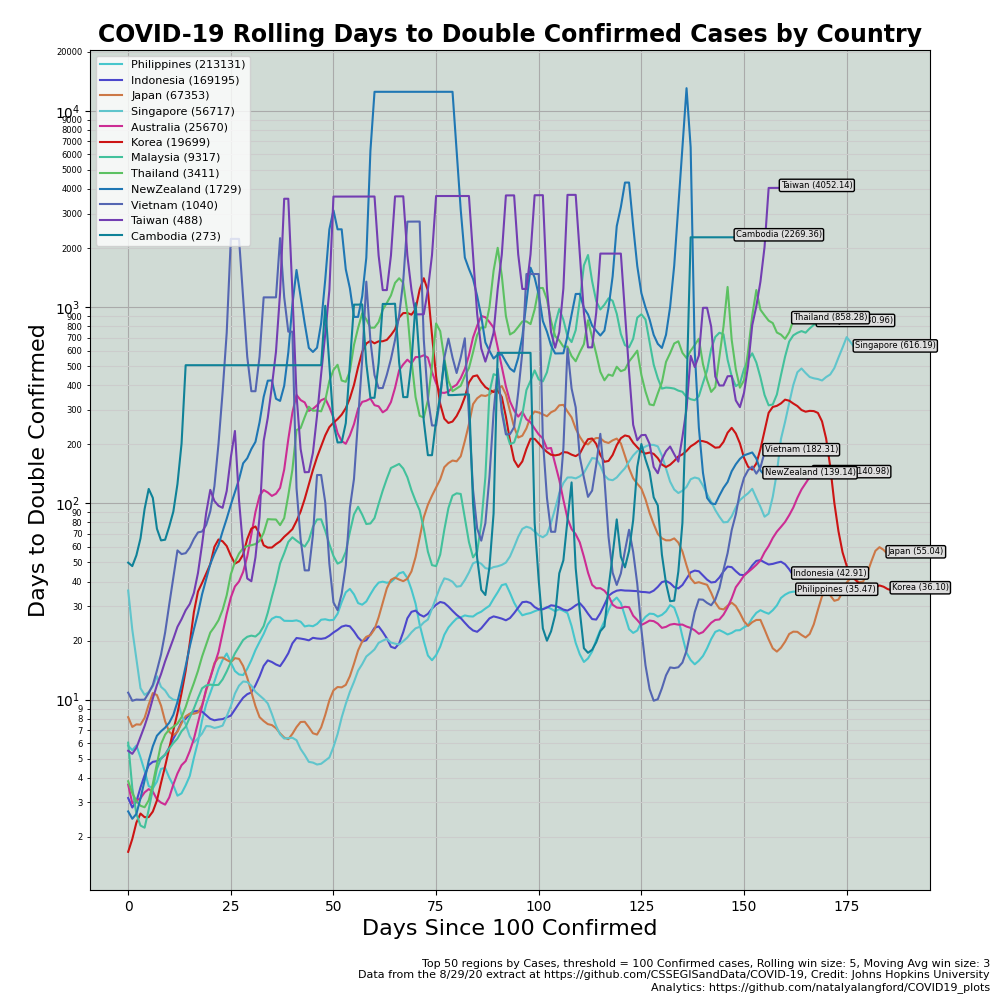 COVID-19 Rolling Days to Double Confirmed Cases by Country
Philippines (213131)
Indonesia (169195)
Japan (67353)
Singapore (56717)
Australia (25670)
Korea (19699)
Malaysia (9317)
Thailand (3411)
NewZealand (1729)
Vietnam (1040)
Taiwan (488)
Cambodia (273)
Days to Double Confirmed
20000
10^4
9000
8000
7000
6000
5000
4000
3000
2000
10^3
900
800
700
600
500
400
300
200
10^2
90
80
70
60
50
40
30
20
10^1
9
8
7
6
5
4
3
2
Taiwan (4052.14)
Cambodia (2269.36)
Thailand (858.28)
0.96)
Singapore (616.19)
Vietnam (182.31)
NewZealand (139.14)
140.98)
Japan (55.04)
Indonesia (42.91)
Philippines (35.47)
Korea (36.10)
0 25 50 75 100 125 150 175
Days Since 100 Confirmed
Top 50 regions by Cases, threshold = 100 Confirmed cases, Rolling win size: 5, Moving Avg win size: 3
Data from the 8/29/20 extract at https://github.com/CSSEGISandData/COVID-19, Credit: Johns Hopkins University
Analytics: https://github.com/natalyalangford/COVID19_plots